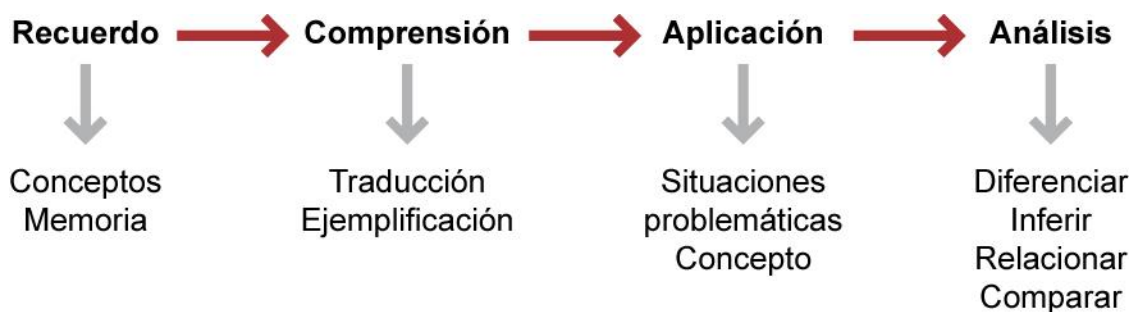 Recuerdo
Comprensión
Aplicación
Análisis
Conceptos
Memoria
Traducción
Ejemplificación
Situaciones
problemáticas
Concepto
Diferenciar
Inferir
Relacionar
Comparar